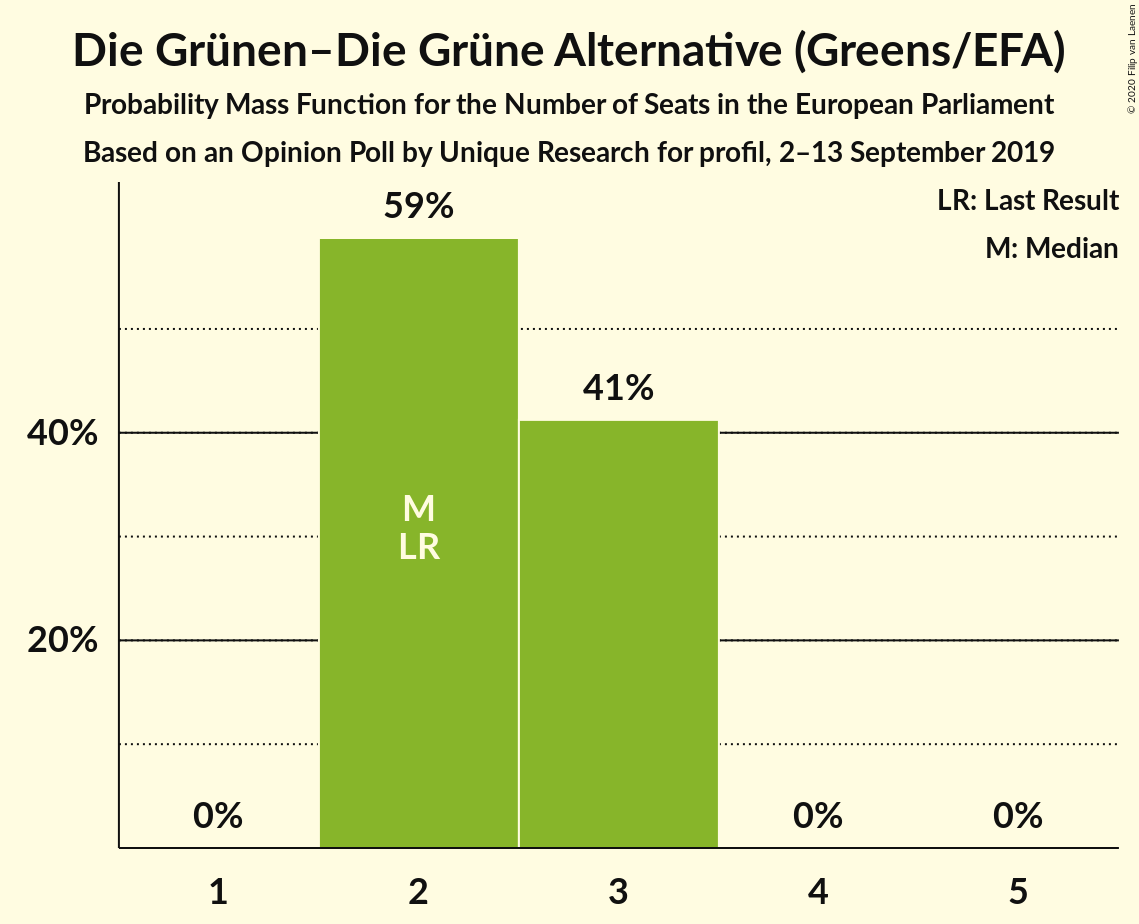 Die Grünen–Die Grüne Alternative (Greens/EFA)
Probability Mass Function for the Number of Seats in the European Parliament
Based on an Opinion Poll by Unique Research for profil, 2–13 September 2019
© 2020 Filip van Laenen
LR: Last Result
M: Median
59%
41%
40%
M
LR
20%
0%
0%
0%
1
2
3
4
5